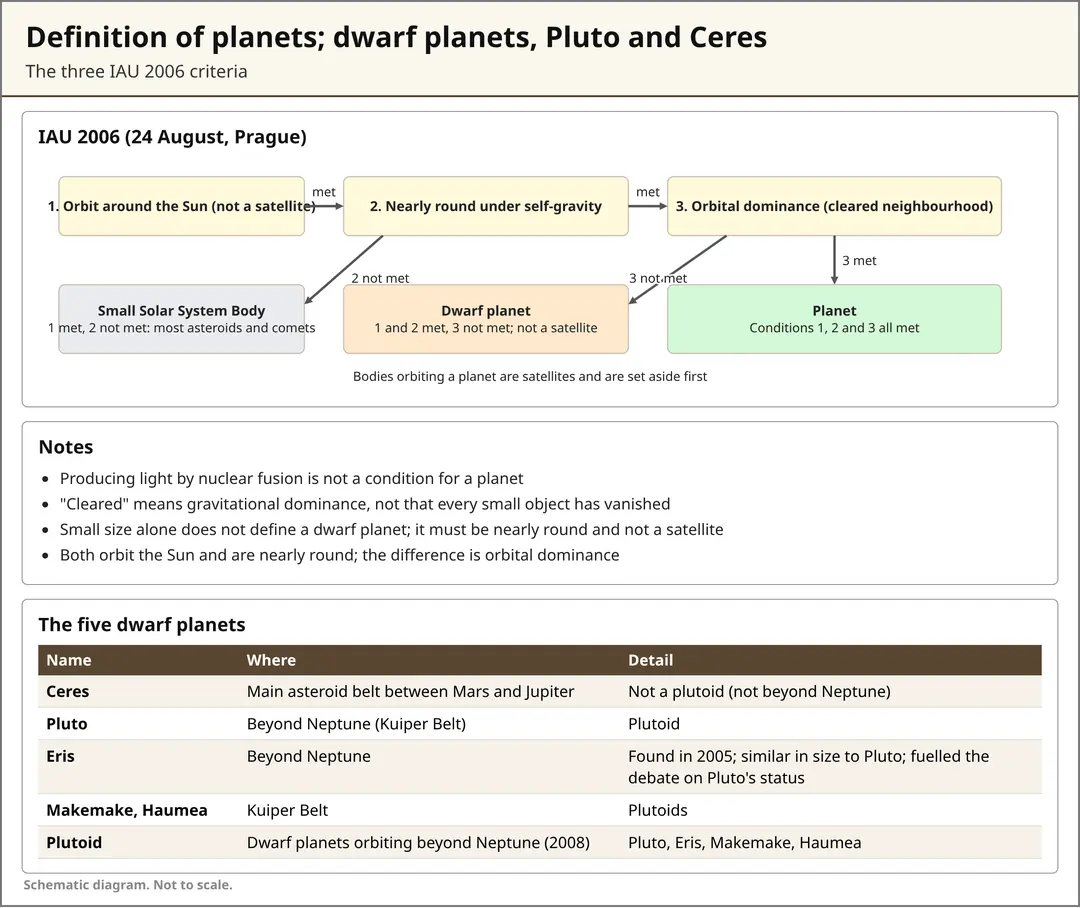 Definition of planets; dwarf planets, Pluto and Ceres
The three IAU 2006 criteria
IAU 2006 (24 August, Prague)
1. Orbit around the Sun (not a satellite)
met
2. Nearly round under self-gravity
met
3. Orbital dominance (cleared neighbourhood)
2 not met
3 not met
3 met
Small Solar System Body
1 met, 2 not met: most asteroids and comets
Dwarf planet
1 and 2 met, 3 not met; not a satellite
Planet
Conditions 1, 2 and 3 all met
Bodies orbiting a planet are satellites and are set aside first
Notes
• Producing light by nuclear fusion is not a condition for a planet
• "Cleared" means gravitational dominance, not that every small object has vanished
• Small size alone does not define a dwarf planet; it must be nearly round and not a satellite
• Both orbit the Sun and are nearly round; the difference is orbital dominance
The five dwarf planets
Name Where Detail
Ceres Main asteroid belt between Mars and Jupiter Not a plutoid (not beyond Neptune)
Pluto Beyond Neptune (Kuiper Belt) Plutoid
Eris Beyond Neptune Found in 2005; similar in size to Pluto; fuelled the
debate on Pluto's status
Makemake, Haumea Kuiper Belt Plutoids
Plutoid Dwarf planets orbiting beyond Neptune (2008) Pluto, Eris, Makemake, Haumea
Schematic diagram. Not to scale.